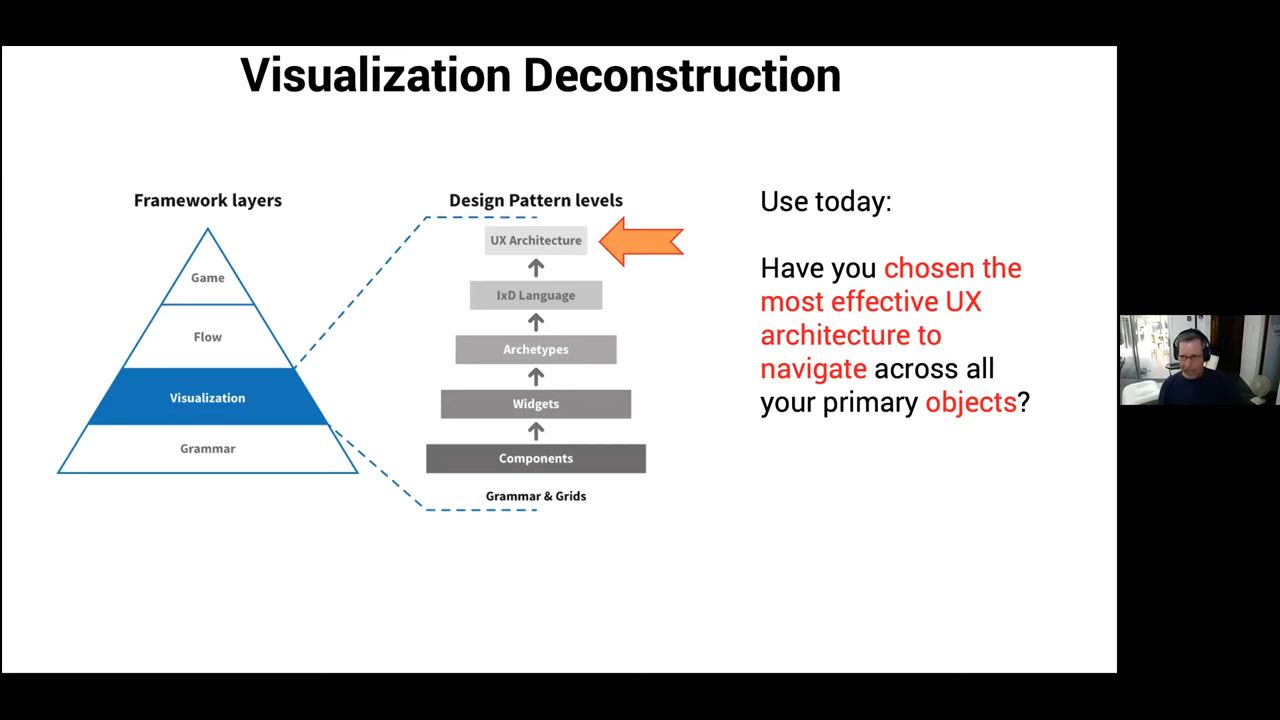 Visualization Deconstruction
Framework layers
Game
Flow
Visualization
Grammar
Design Pattern levels
UX Architecture
IxD Language
Archetypes
Widgets
Components
Grammar & Grids
Use today:
Have you chosen the
most effective UX
architecture to
navigate across all
your primary objects?